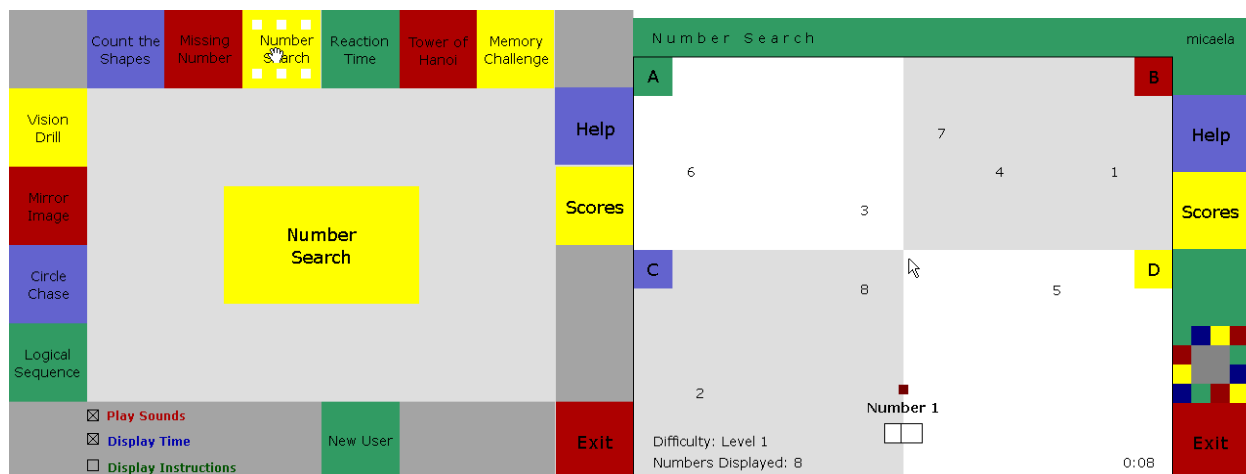 Count the
Shapes
Missing
Number
Number
Search
Reaction
Time
Tower of
Hanoi
Memory
Challenge
Vision
Drill
Help
Mirror
Image
Scores
Number
Search
Circle
Chase
Logical
Sequence
Play Sounds
Display Time
Display Instructions
New User
Exit
Number Search
micaela
A
B
7
6
4
1
3
Help
Scores
C
D
8
5
2
Number 1
Difficulty: Level 1
Numbers Displayed: 8
0:08
Exit